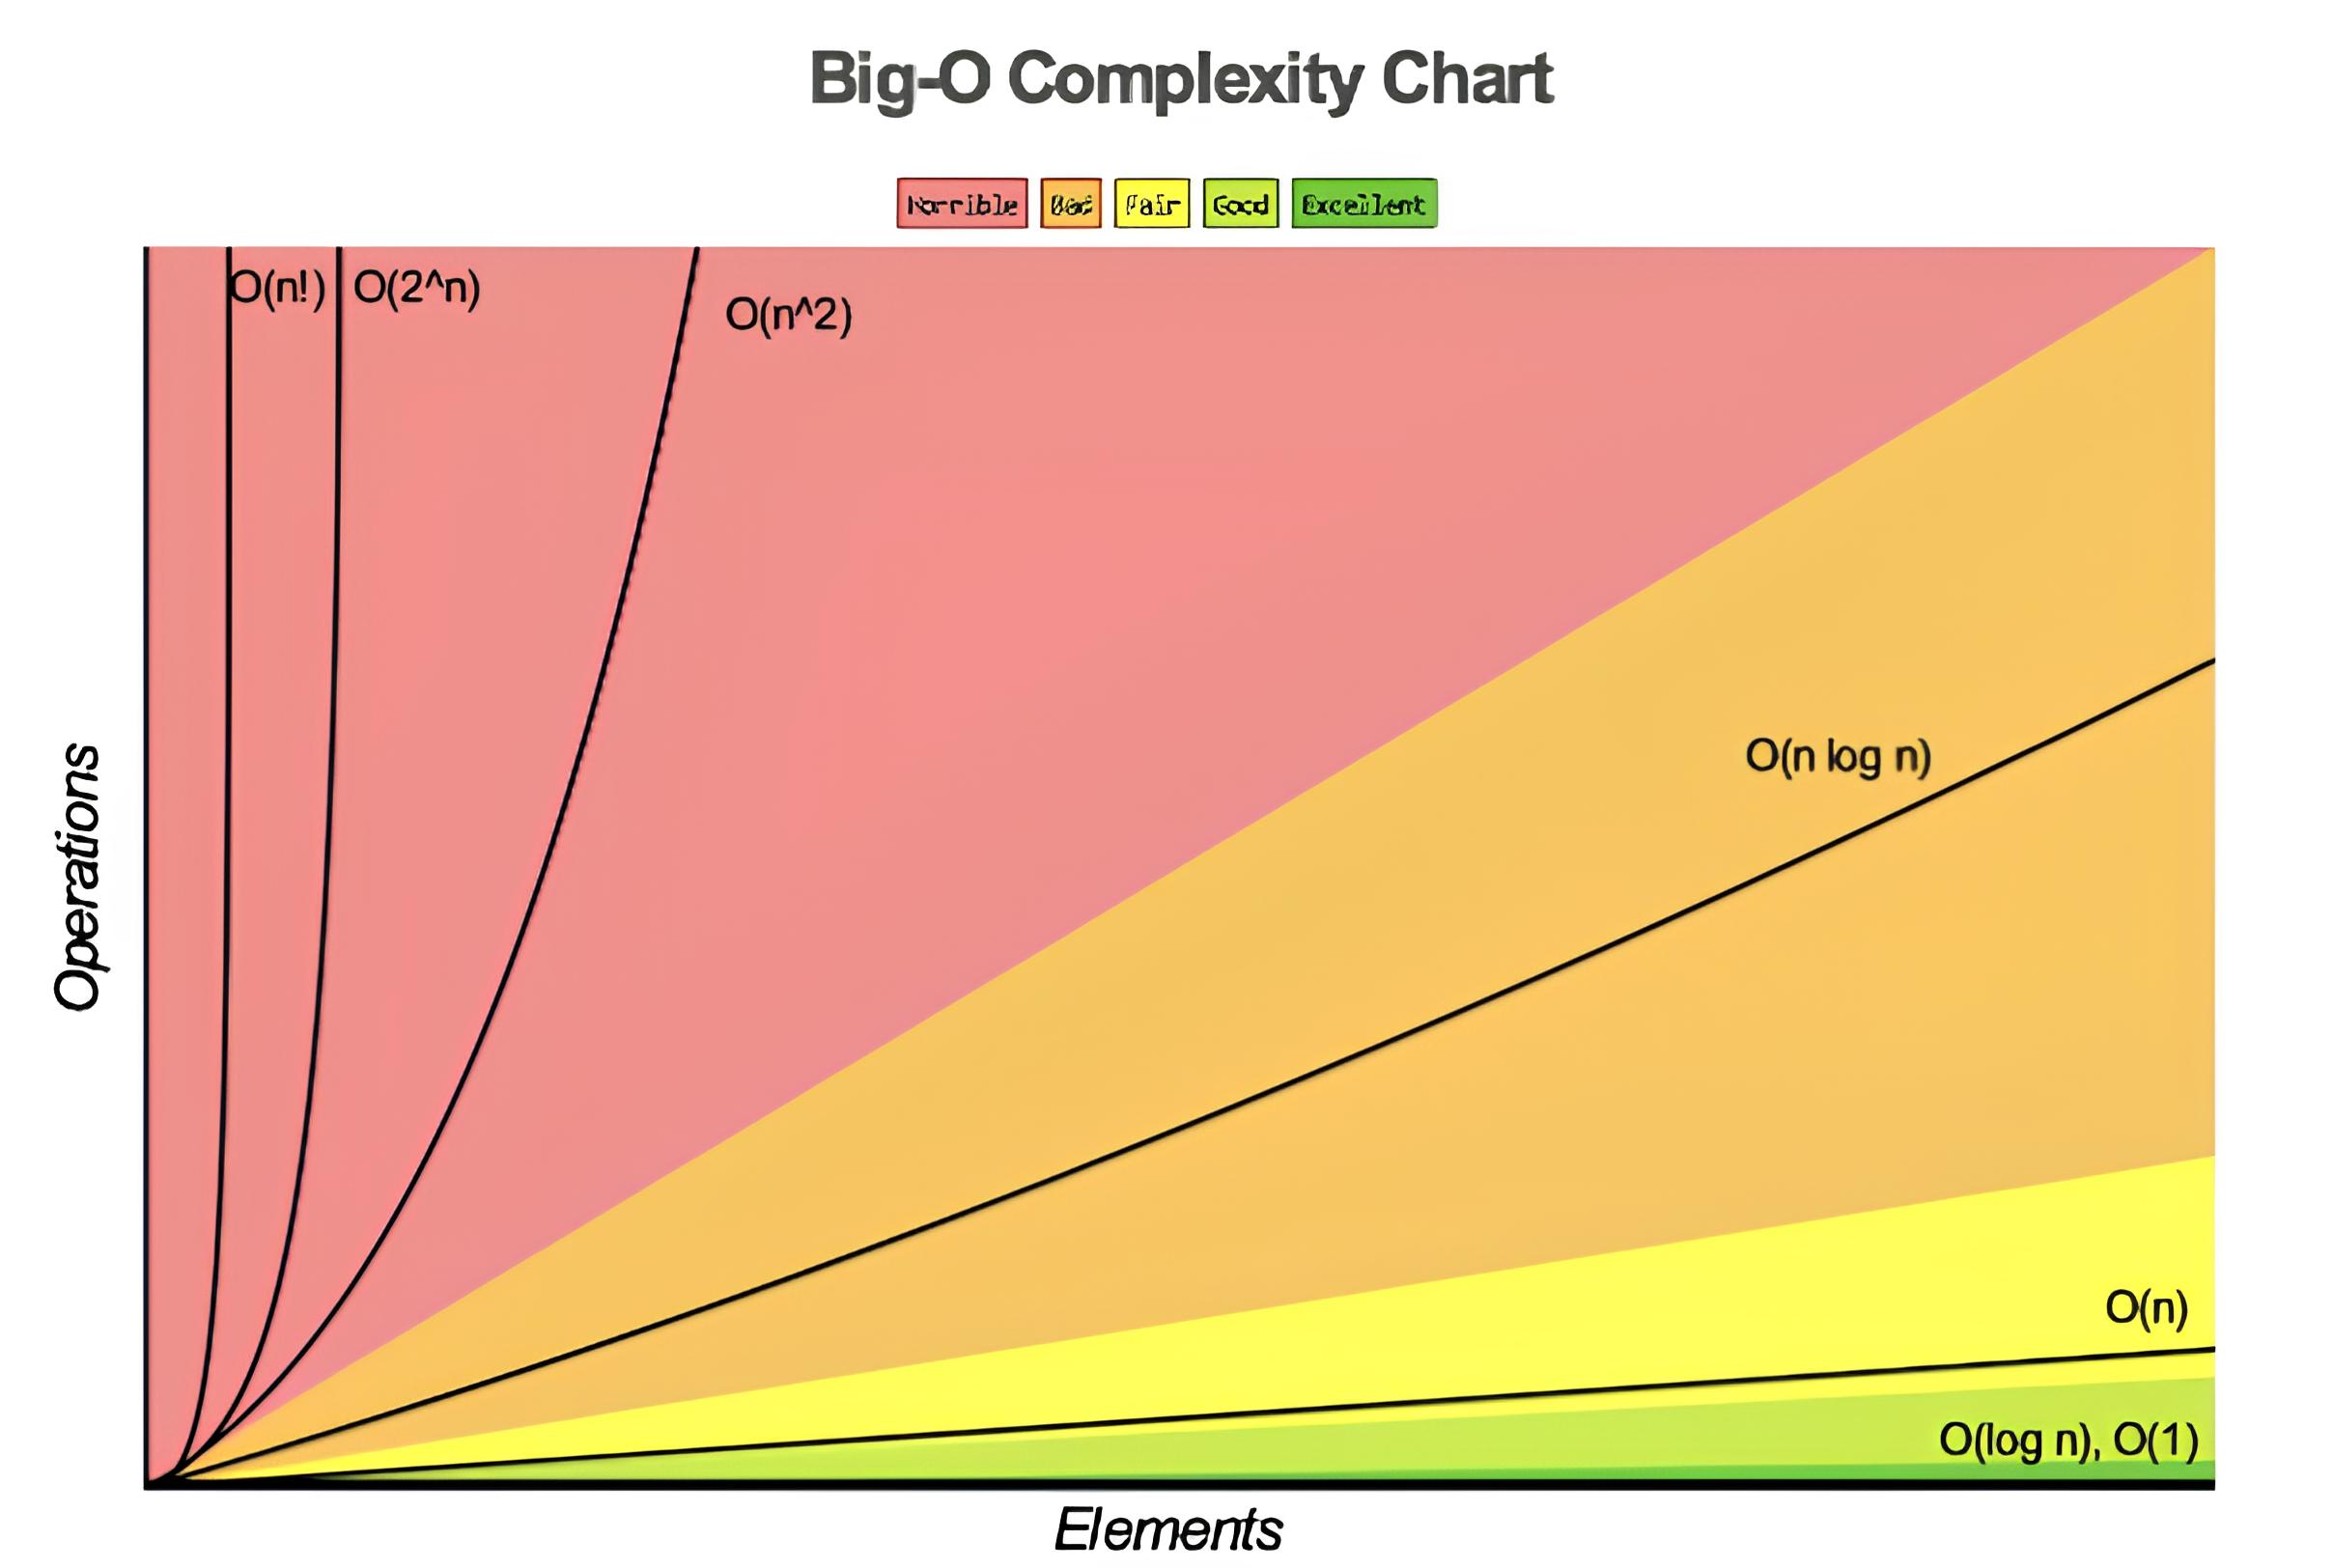 Big-O Complexity Chart
Horrible Bad Fair Good Excellent
O(n!) O(2^n)
O(n^2)
O(n log n)
O(n)
O(log n), O(1)
Operations
Elements